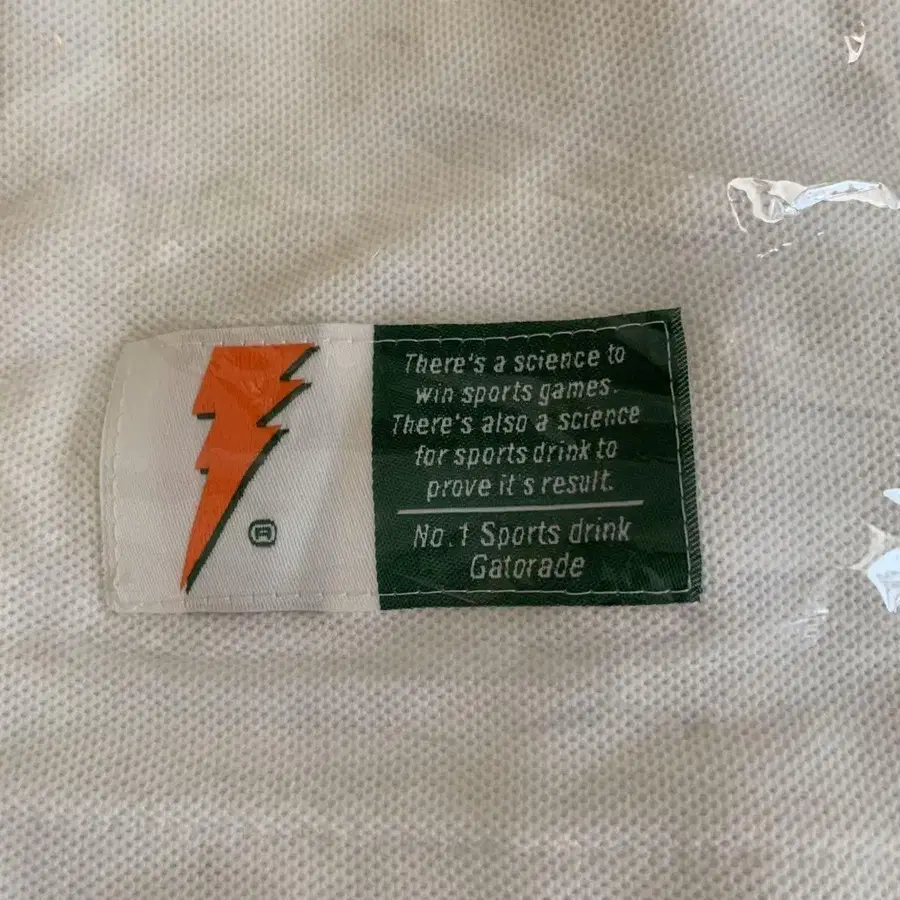 There's a science to
win sports games.
There's also a science
for sports drink to
prove it's result.
No.1 Sports drink
Gatorade
®